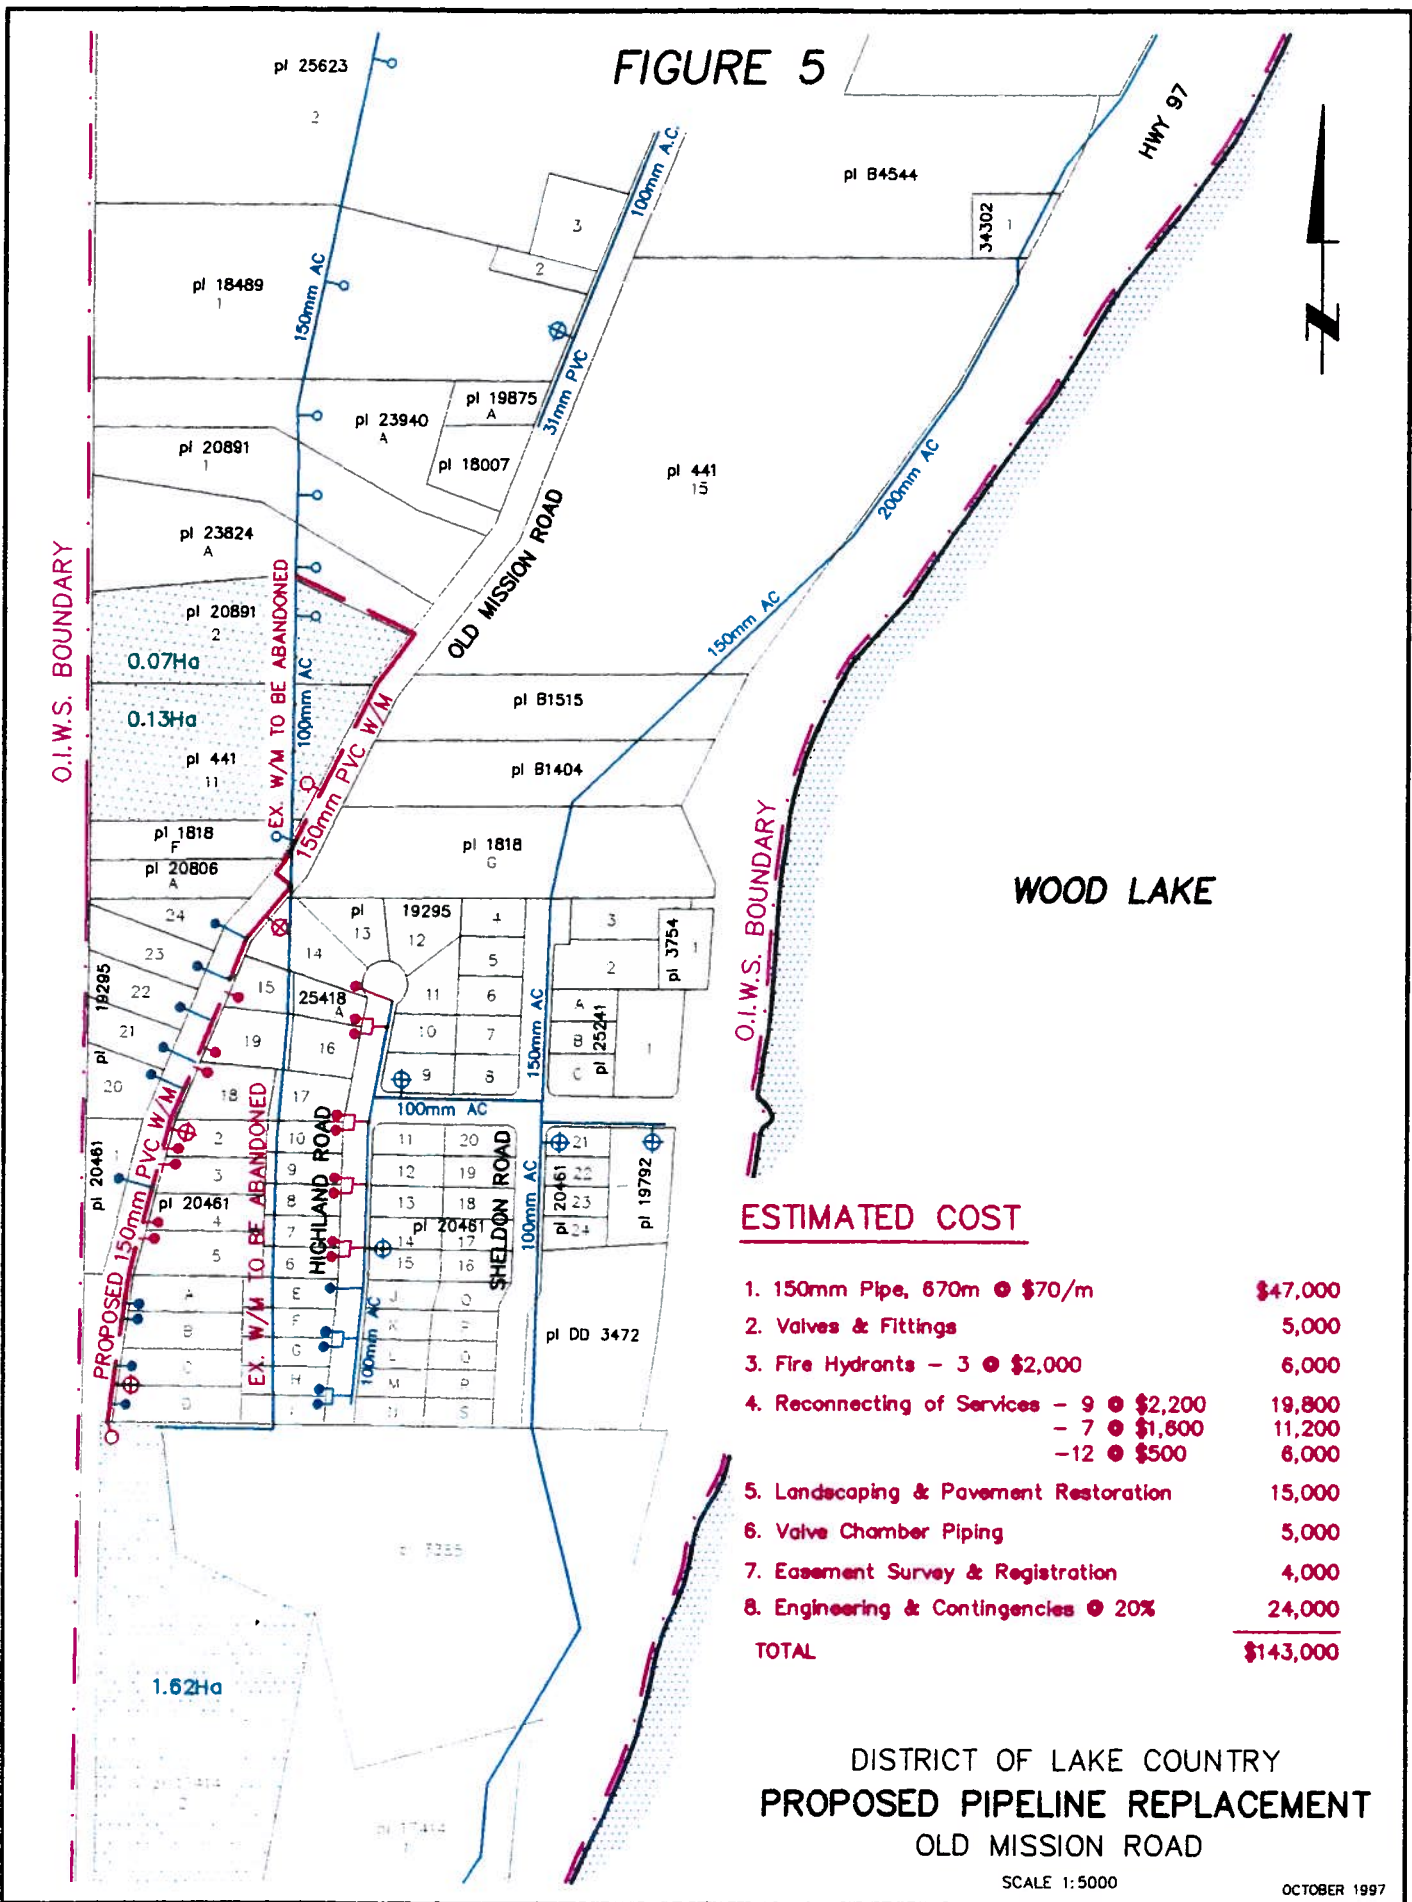 FIGURE 5
pl 25623
2
HWY 97
100mm A.C.
pl B4544
34302
1
3
2
pl 18489
1
150mm AC
31mm PVC
pl 19875
A
pl 23940
A
pl 20891
1
pl 18007
pl 441
15
200mm AC
pl 23824
A
OLD MISSION ROAD
O.I.W.S. BOUNDARY
EX. W/M TO BE ABANDONED
pl 20891
2
150mm AC
0.07Ha
100mm AC
pl B1515
0.13Ha
pl 441
11
150mm PVC W/M
pl B1404
pl 1818
F
pl 20806
A
pl 1818
G
O.I.W.S. BOUNDARY
WOOD LAKE
24
23
22
21
20
pl 19295
14
pl 19295
13
12
4
5
6
7
8
3
2
pl 3754
1
15
25418
A
11
10
9
19
16
150mm AC
A
B
C
pl 25241
1
18
17
100mm AC
PROPOSED 150mm PVC W/M
EX. W/M TO BE ABANDONED
HIGHLAND ROAD
SHELDON ROAD
100mm AC
pl 20461
1
2
3
pl 20461
4
5
10
9
8
7
6
11
12
13
14
15
20
19
18
17
16
pl 20461
pl 20461
21
22
23
24
pl 19792
A
B
C
D
E
F
G
H
J
K
L
M
N
O
P
Q
P
S
100mm AC
pl DD 3472
N
ESTIMATED COST
1. 150mm Pipe, 670m @ $70/m $47,000
2. Valves & Fittings 5,000
3. Fire Hydrants - 3 @ $2,000 6,000
4. Reconnecting of Services - 9 @ $2,200 19,800
- 7 @ $1,600 11,200
-12 @ $500 6,000
5. Landscaping & Pavement Restoration 15,000
6. Valve Chamber Piping 5,000
7. Easement Survey & Registration 4,000
8. Engineering & Contingencies @ 20% 24,000
TOTAL $143,000
1.62Ha
2
DISTRICT OF LAKE COUNTRY
PROPOSED PIPELINE REPLACEMENT
OLD MISSION ROAD
SCALE 1:5000
OCTOBER 1997